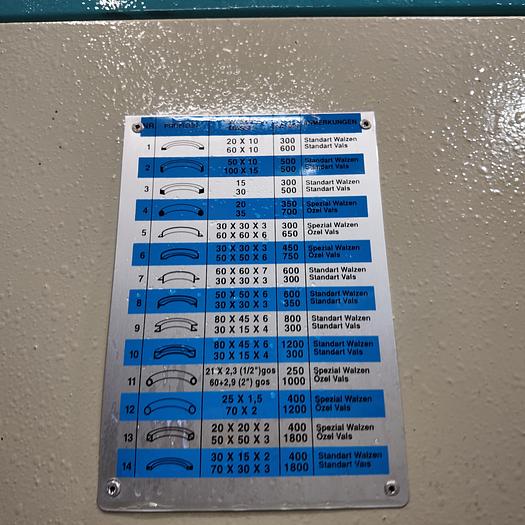 NR. BEMERKUNGEN
1 20 X 10 300 Standart Walzen
60 X 10 600 Standart Vals
2 50 X 10 500 Standart Walzen
100 X 15 500 Standart Vals
3 15 300 Standart Walzen
30 500 Standart Vals
4 20 350 Spezial Walzen
35 700 Özel Vals
5 30 X 30 X 3 300 Spezial Walzen
60 X 60 X 6 650 Özel Vals
6 30 X 30 X 3 450 Spezial Walzen
50 X 50 X 6 750 Özel Vals
7 60 X 60 X 7 600 Standart Walzen
30 X 30 X 3 300 Standart Vals
8 50 X 50 X 6 600 Standart Walzen
30 X 30 X 3 350 Standart Vals
9 80 X 45 X 6 800 Standart Walzen
30 X 15 X 4 300 Standart Vals
10 80 X 45 X 6 1200 Standart Walzen
30 X 15 X 4 300 Standart Vals
11 21 X 2,3 (1/2") gos 250 Spezial Walzen
60+2,9 (2") gos 1000 Özel Vals
12 25 X 1,5 400 Spezial Walzen
70 X 2 1200 Özel Vals
13 20 X 20 X 2 400 Spezial Walzen
50 X 50 X 3 1800 Özel Vals
14 30 X 15 X 2 400 Standart Walzen
70 X 30 X 3 1800 Standart Vals